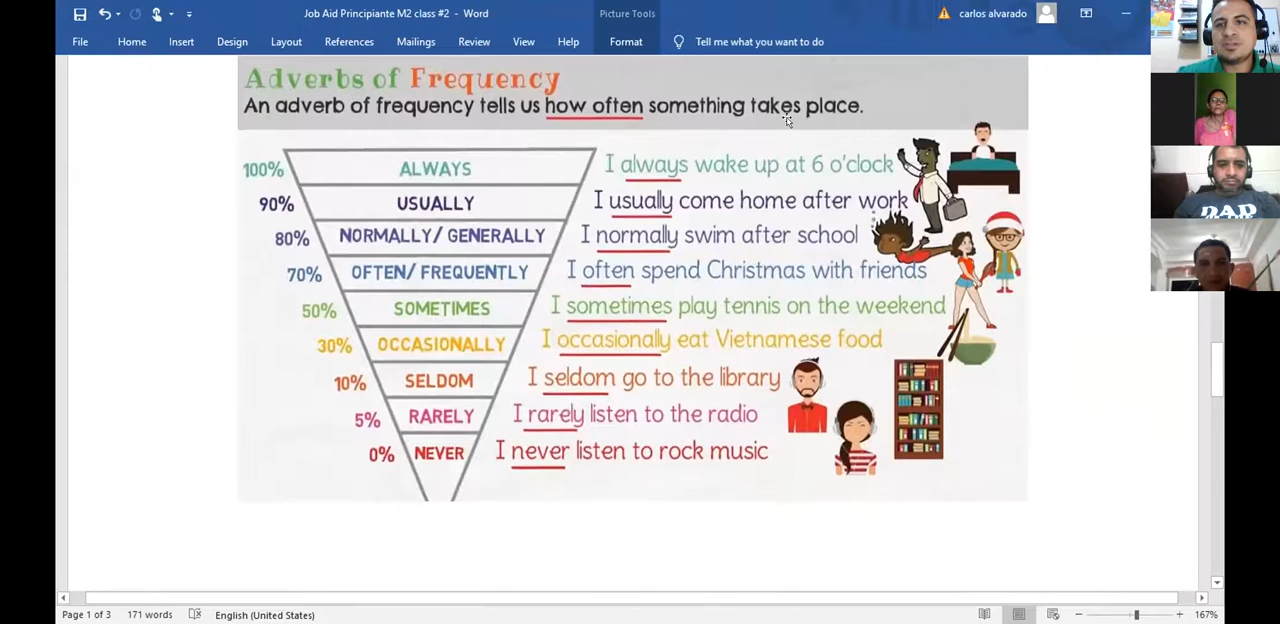 Job Aid Principiante M2 class #2 - Word
Picture Tools
carlos alvarado
File Home Insert Design Layout References Mailings Review View Help Format Tell me what you want to do
Adverbs of Frequency
An adverb of frequency tells us how often something takes place.
100% ALWAYS I always wake up at 6 o'clock
90% USUALLY I usually come home after work
80% NORMALLY/ GENERALLY I normally swim after school
70% OFTEN/ FREQUENTLY I often spend Christmas with friends
50% SOMETIMES I sometimes play tennis on the weekend
30% OCCASIONALLY I occasionally eat Vietnamese food
10% SELDOM I seldom go to the library
5% RARELY I rarely listen to the radio
0% NEVER I never listen to rock music
DAD
Page 1 of 3 171 words English (United States) 167%